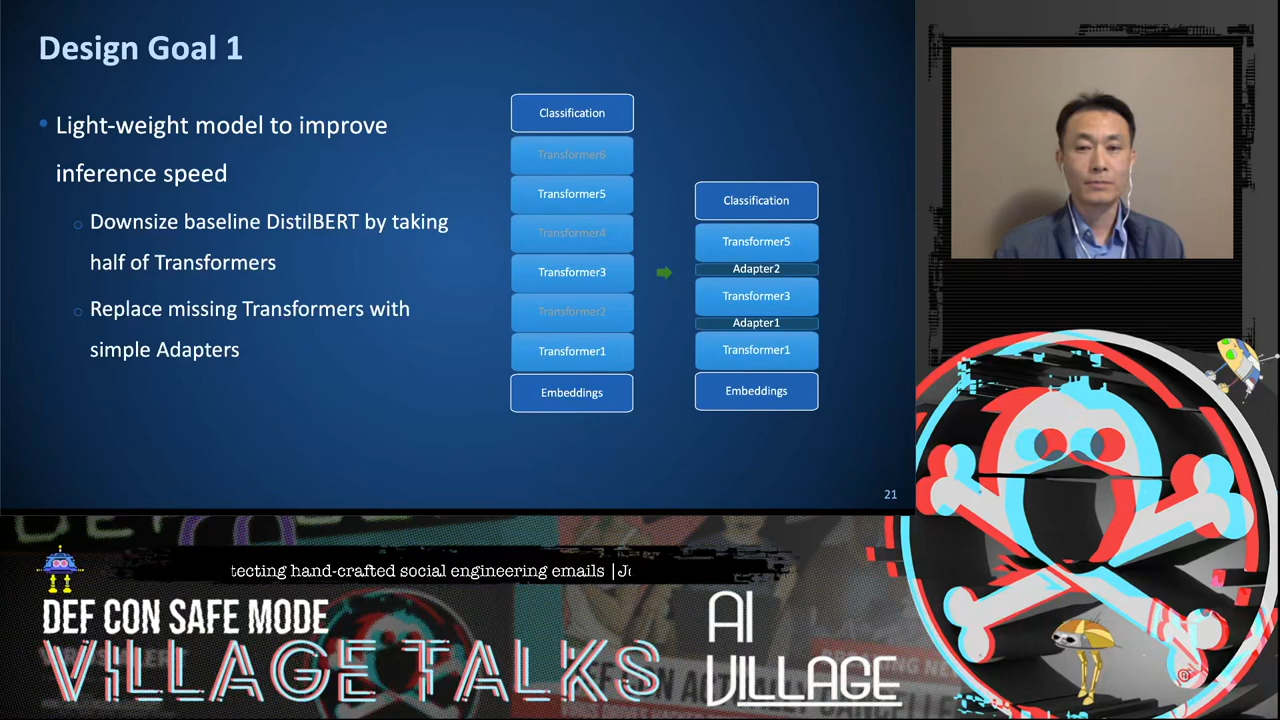 Design Goal 1
• Light-weight model to improve
inference speed
○ Downsize baseline DistilBERT by taking
half of Transformers
○ Replace missing Transformers with
simple Adapters
Classification
Transformer6
Transformer5
Transformer4
Transformer3
Transformer2
Transformer1
Embeddings
Classification
Transformer5
Adapter2
Transformer3
Adapter1
Transformer1
Embeddings
21
tecting hand-crafted social engineering emails |Jo
DEF CON SAFE MODE
VILLAGE TALKS
AI
VILLAGE